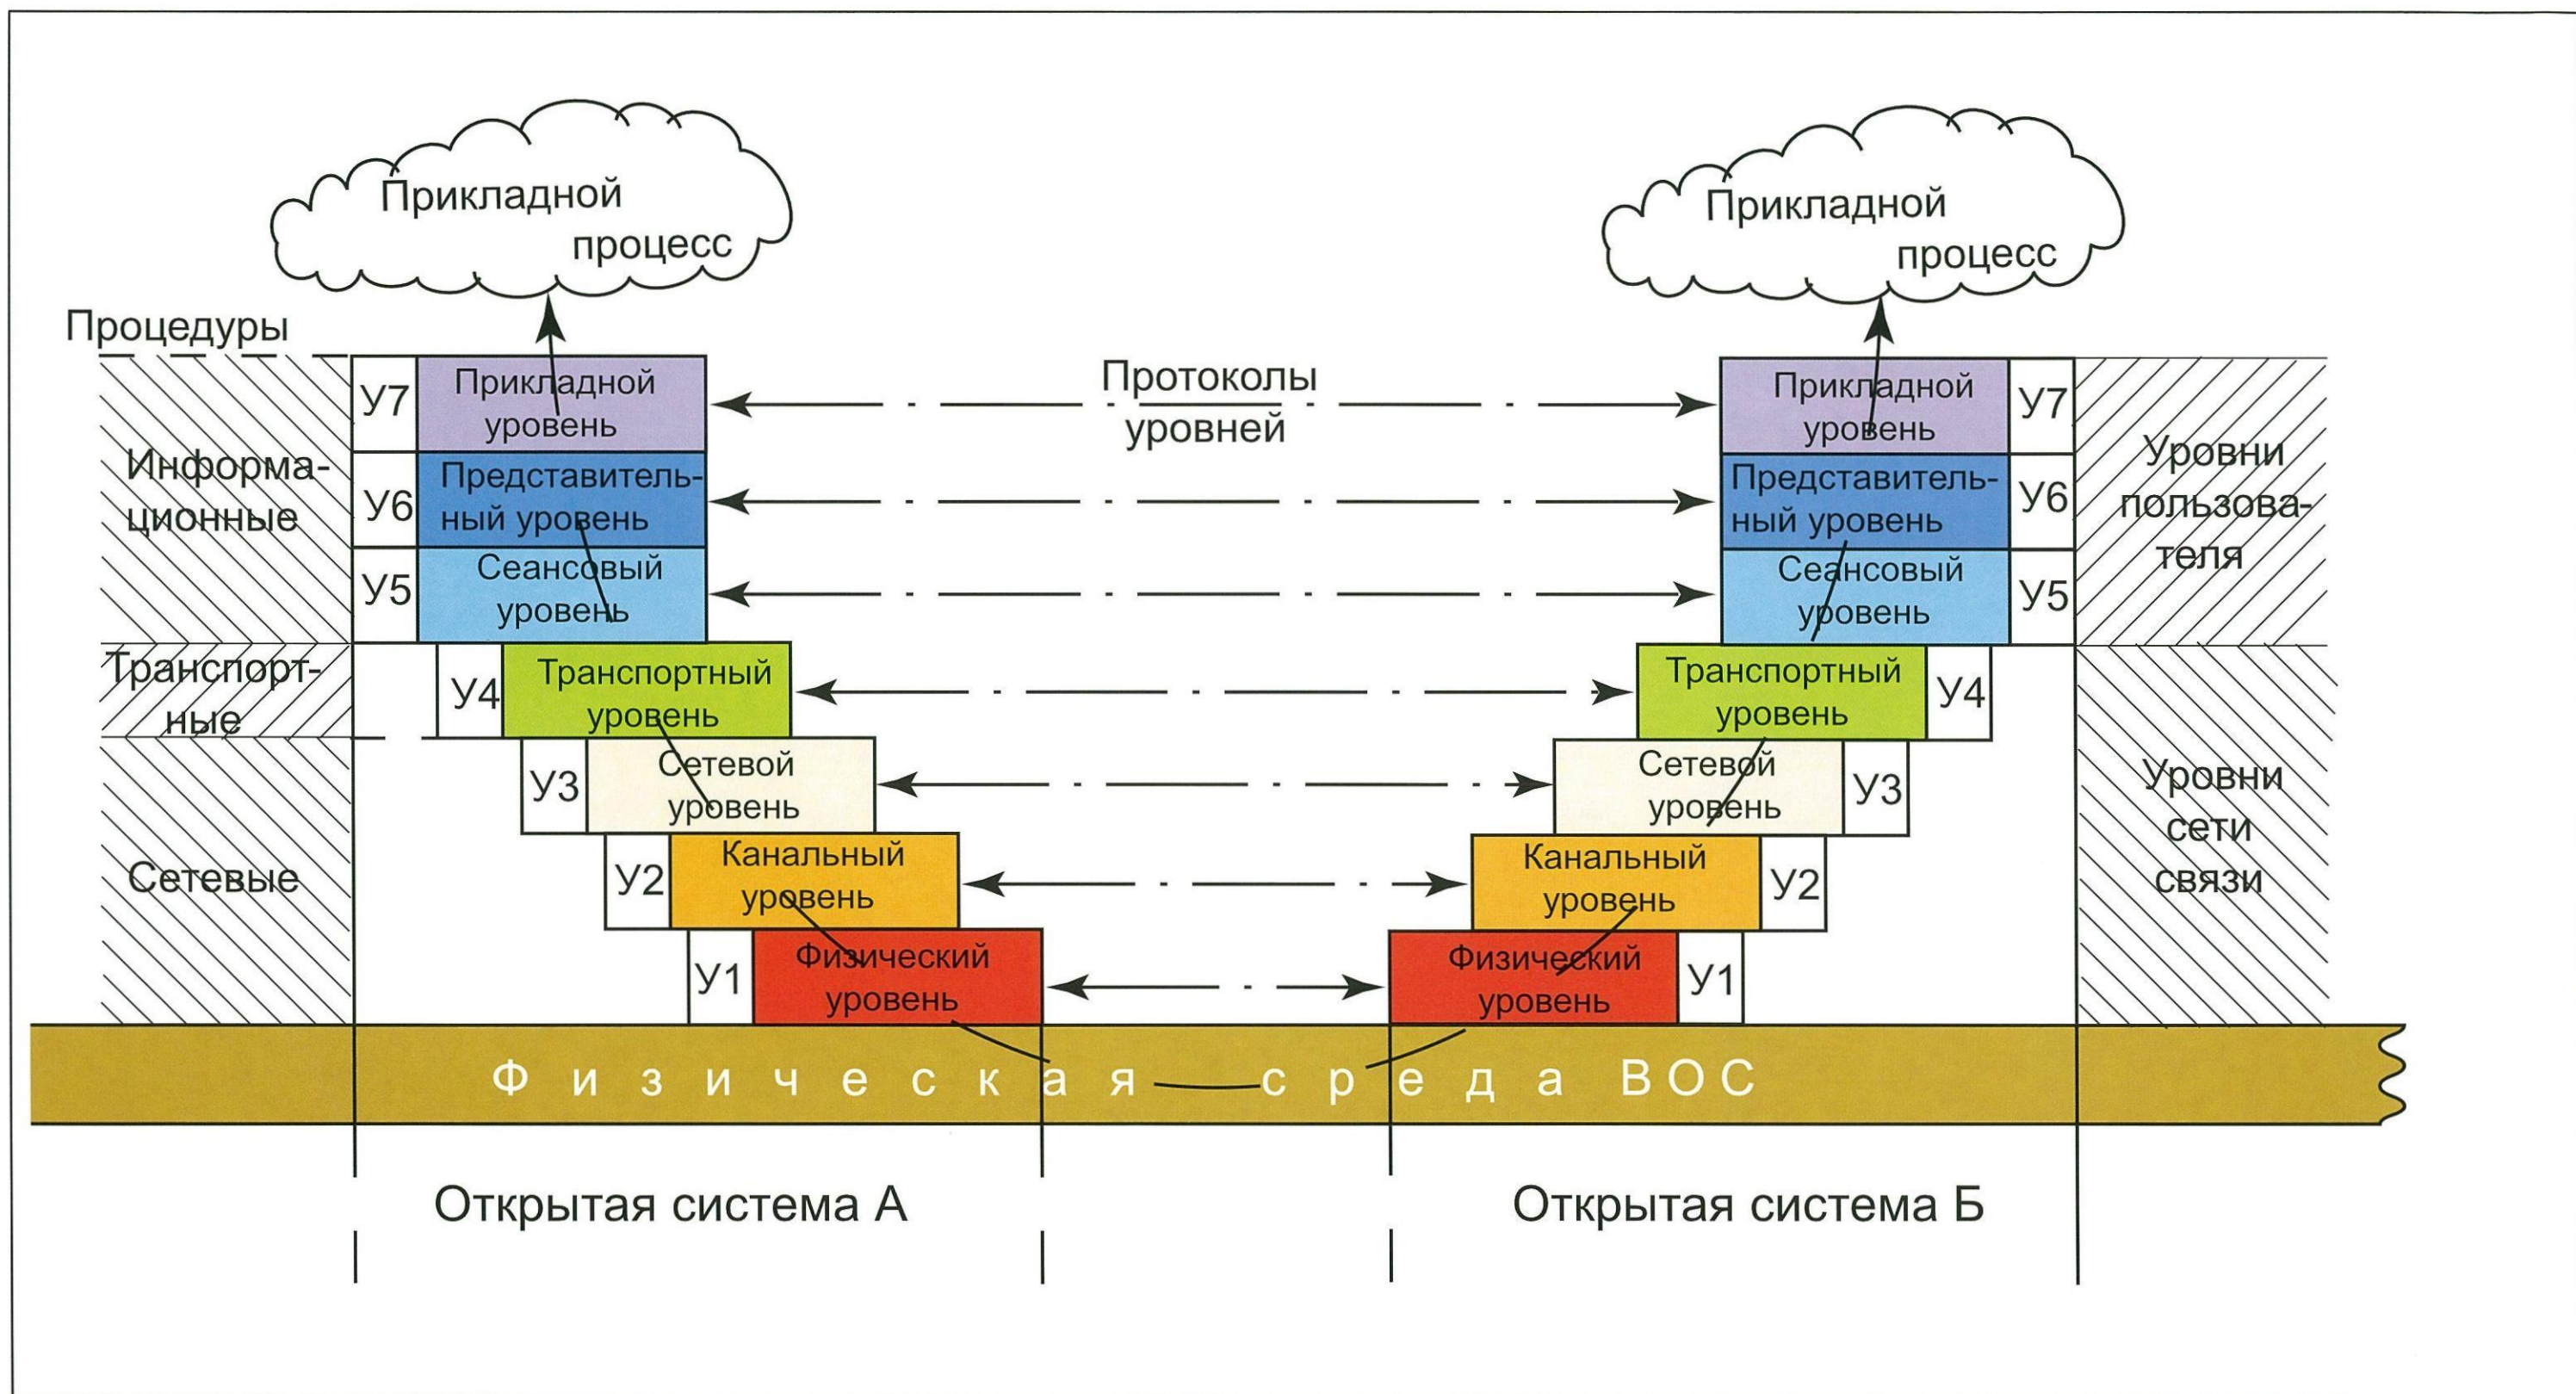 Прикладной
процесс
Прикладной
процесс
Процедуры
Информа-
ционные
Транспорт-
ные
Сетевые
У7
Прикладной
уровень
У6
Представитель-
ный уровень
У5
Сеансовый
уровень
У4
Транспортный
уровень
У3
Сетевой
уровень
У2
Канальный
уровень
У1
Физический
уровень
Протоколы
уровней
Прикладной
уровень
У7
Представитель-
ный уровень
У6
Сеансовый
уровень
У5
Транспортный
уровень
У4
Сетевой
уровень
У3
Канальный
уровень
У2
Физический
уровень
У1
Уровни
пользова-
теля
Уровни
сети
связи
Физическая среда ВОС
Открытая система А
Открытая система Б